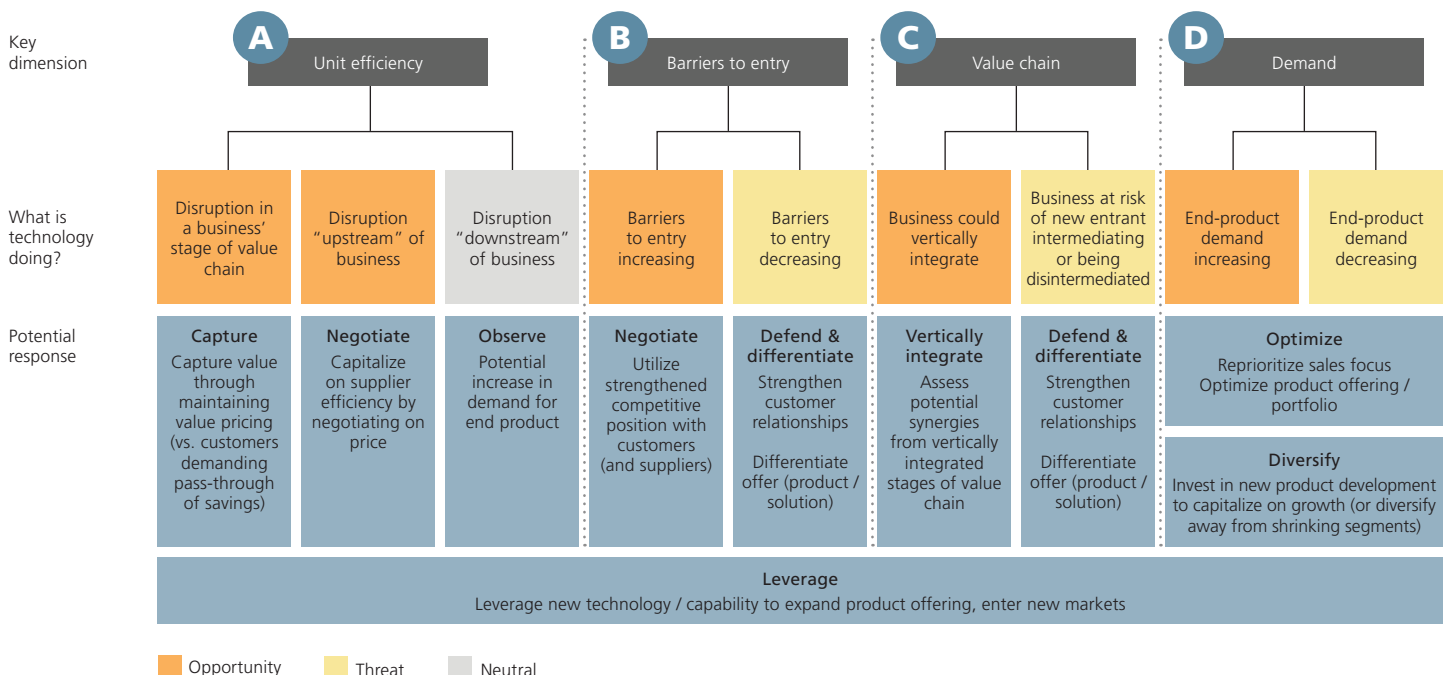 Key
dimension
A
Unit efficiency
B
Barriers to entry
C
Value chain
D
Demand
What is
technology
doing?
Disruption in
a business'
stage of value
chain
Disruption
“upstream” of
business
Disruption
“downstream”
of business
Barriers
to entry
increasing
Barriers
to entry
decreasing
Business could
vertically
integrate
Business at risk
of new entrant
intermediating
or being
disintermediated
End-product
demand
increasing
End-product
demand
decreasing
Potential
response
Capture
Capture value
through
maintaining
value pricing
(vs. customers
demanding
pass-through
of savings)
Negotiate
Capitalize
on supplier
efficiency by
negotiating on
price
Observe
Potential
increase in
demand for
end product
Negotiate
Utilize
strengthened
competitive
position with
customers
(and suppliers)
Defend &
differentiate
Strengthen
customer
relationships
Differentiate
offer (product /
solution)
Vertically
integrate
Assess
potential
synergies
from vertically
integrated
stages of value
chain
Defend &
differentiate
Strengthen
customer
relationships
Differentiate
offer (product /
solution)
Optimize
Reprioritize sales focus
Optimize product offering /
portfolio
Diversify
Invest in new product development
to capitalize on growth (or diversify
away from shrinking segments)
Leverage
Leverage new technology / capability to expand product offering, enter new markets
Opportunity
Threat
Neutral